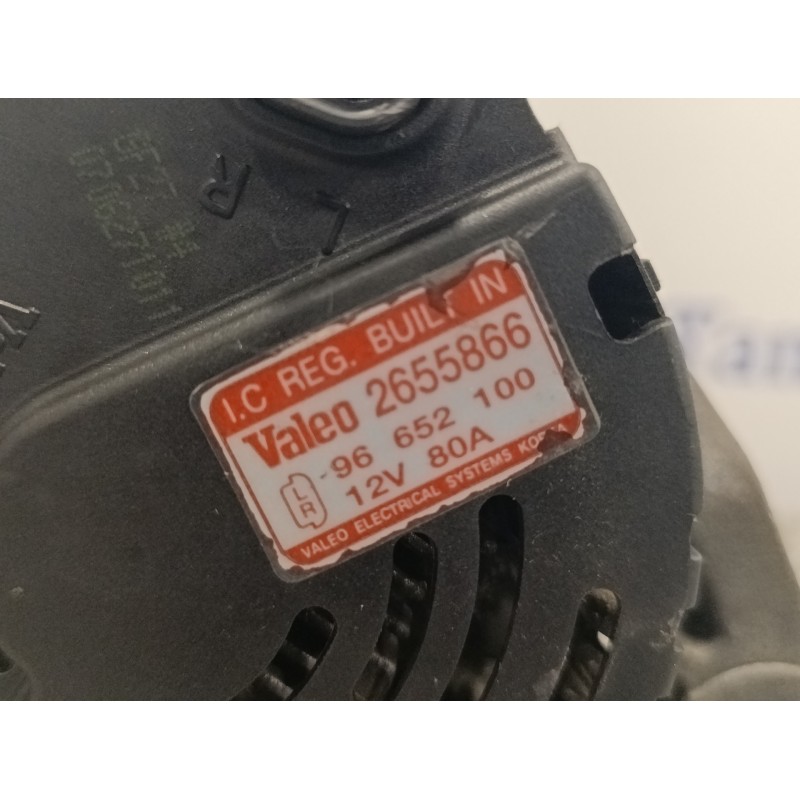 R L
I.C REG. BUILT IN
Valeo 2655866
96 652 100
12V 80A
L
R
VALEO ELECTRICAL SYSTEMS KOREA